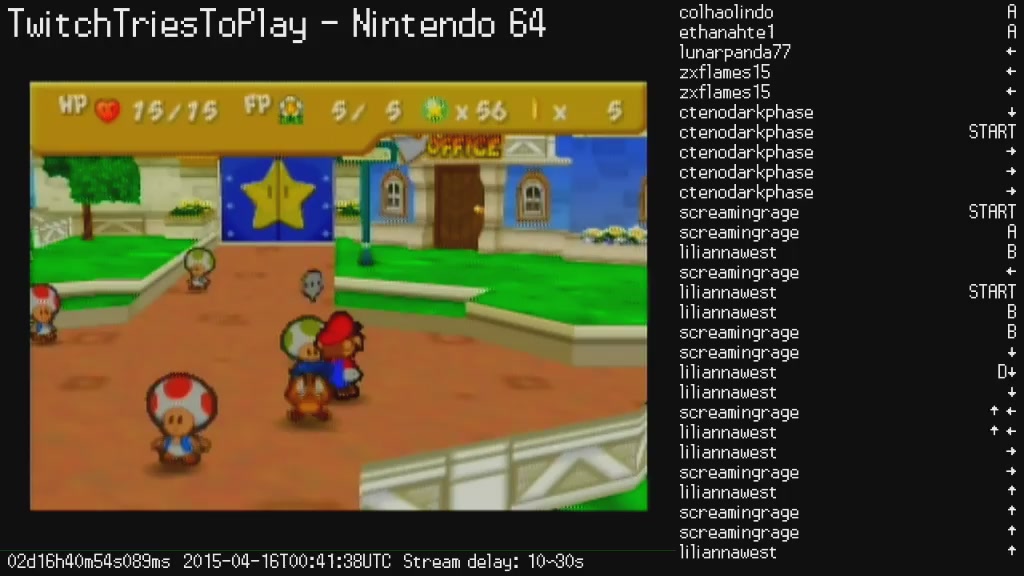 TwitchTriesToPlay - Nintendo 64
HP 15/15 FP 5/ 5 x56 x 5
OFFICE
colhaolindo A
ethanahte1 A
lunarpanda77 ←
zxflames15 ←
zxflames15 ←
ctenodarkphase ↓
ctenodarkphase START
ctenodarkphase →
ctenodarkphase →
ctenodarkphase →
screamingrage START
screamingrage A
liliannawest B
screamingrage ←
liliannawest START
liliannawest B
screamingrage B
screamingrage ↓
liliannawest D↓
liliannawest ↓
screamingrage ↑ ←
liliannawest ↑ ←
liliannawest →
screamingrage →
liliannawest ↑
screamingrage ↑
screamingrage ↑
liliannawest ↑
02d16h40m54s089ms 2015-04-16T00:41:38UTC Stream delay: 10~30s